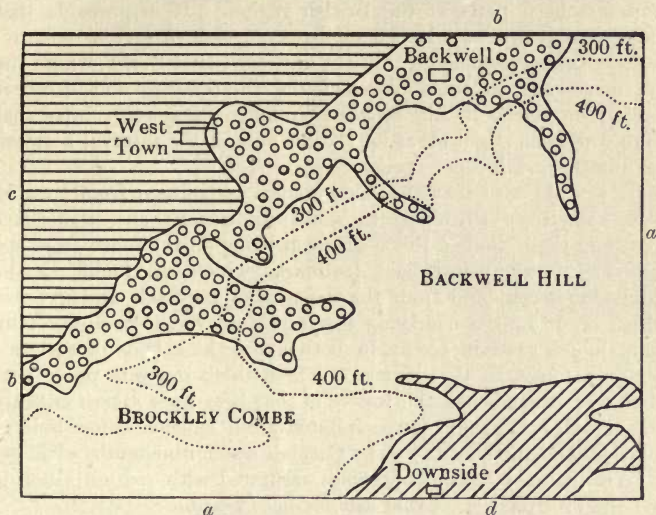 b
Backwell
300 ft.
400 ft.
West
Town
c
300 ft.
400 ft.
a
BACKWELL HILL
b
300 ft.
400 ft.
BROCKLEY COMBE
Downside
a
d